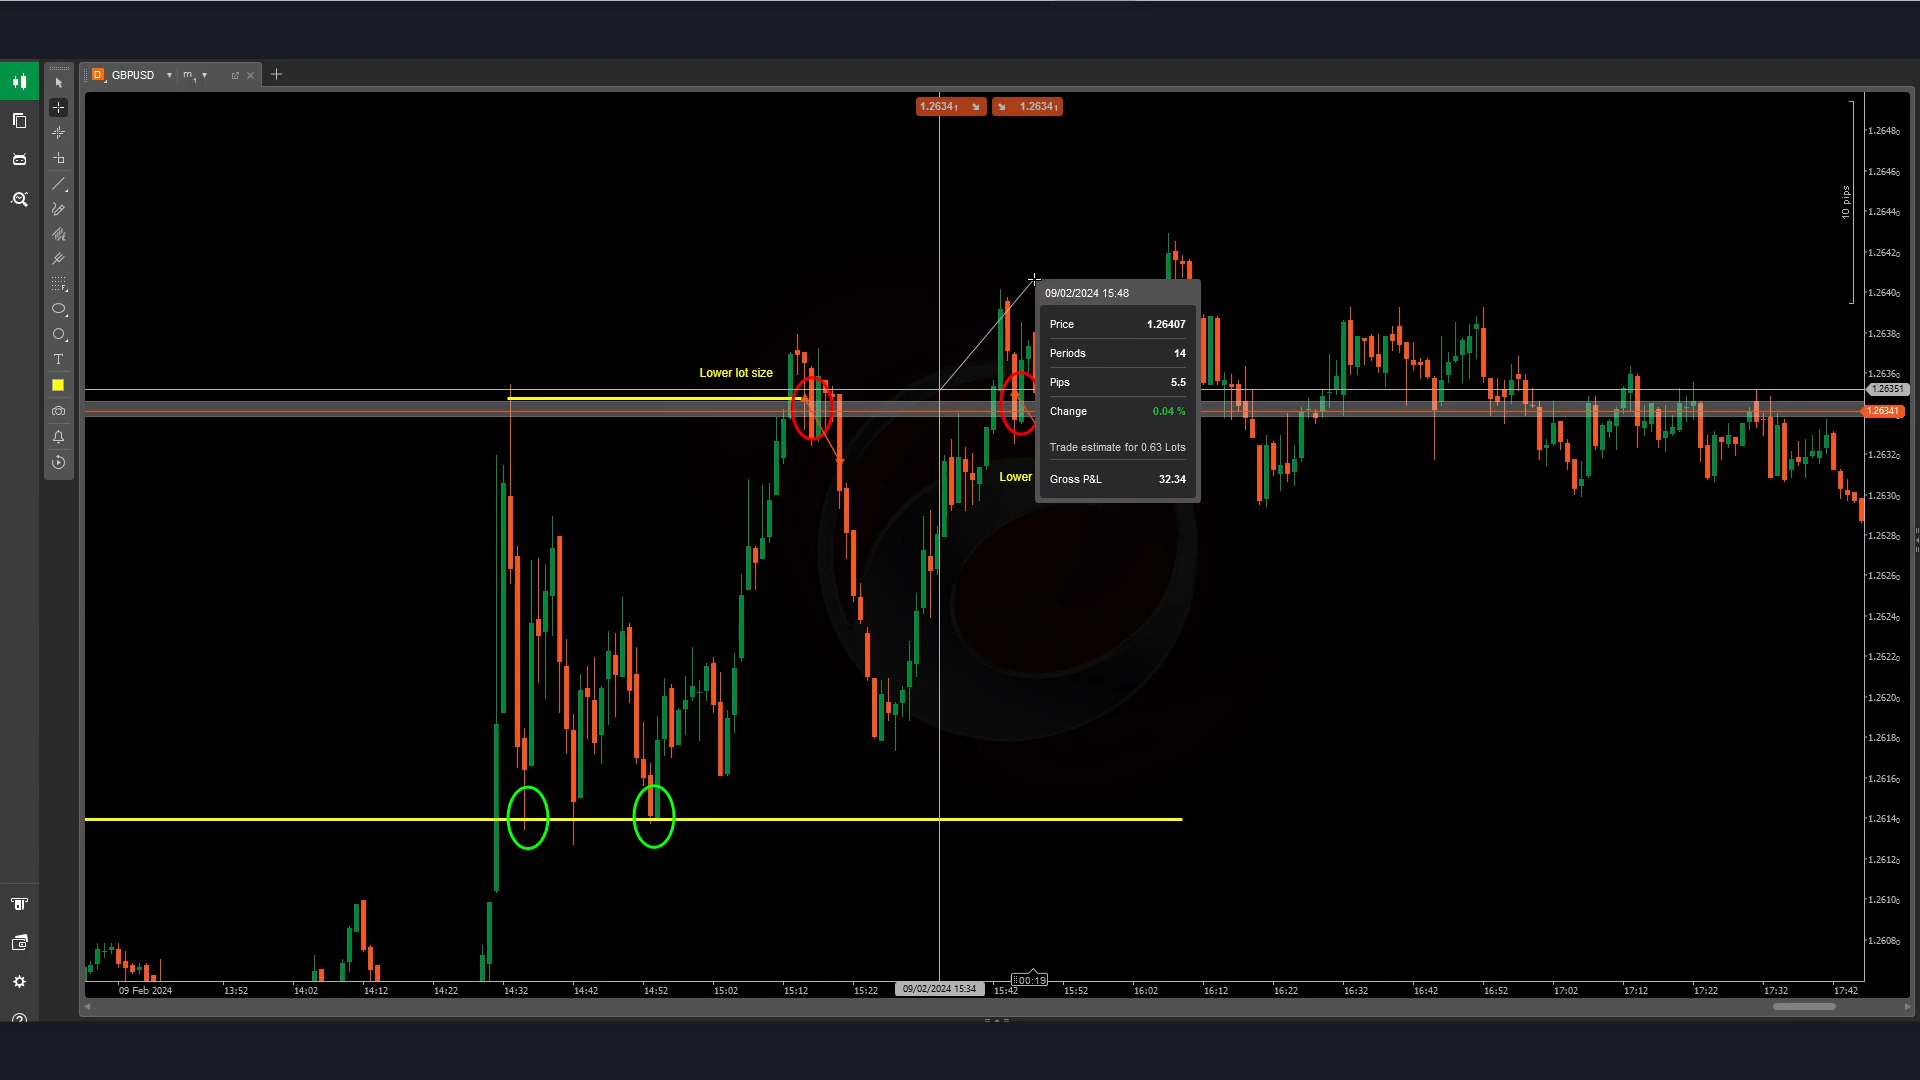 D GBPUSD m1
1.26341 1.26341
10 pips
1.26480
1.26460
1.26440
1.26420
1.26400
1.26380
1.26360
1.26351
1.26341
1.26320
1.26300
1.26280
1.26260
1.26240
1.26220
1.26200
1.26180
1.26160
1.26140
1.26120
1.26100
1.26080
Lower lot size
Lower
09/02/2024 15:48
Price 1.26407
Periods 14
Pips 5.5
Change 0.04 %
Trade estimate for 0.63 Lots
Gross P&L 32.34
T
00:19
09 Feb 2024 13:52 14:02 14:12 14:22 14:32 14:42 14:52 15:02 15:12 15:22 09/02/2024 15:34 15:42 15:52 16:02 16:12 16:22 16:32 16:42 16:52 17:02 17:12 17:22 17:32 17:42